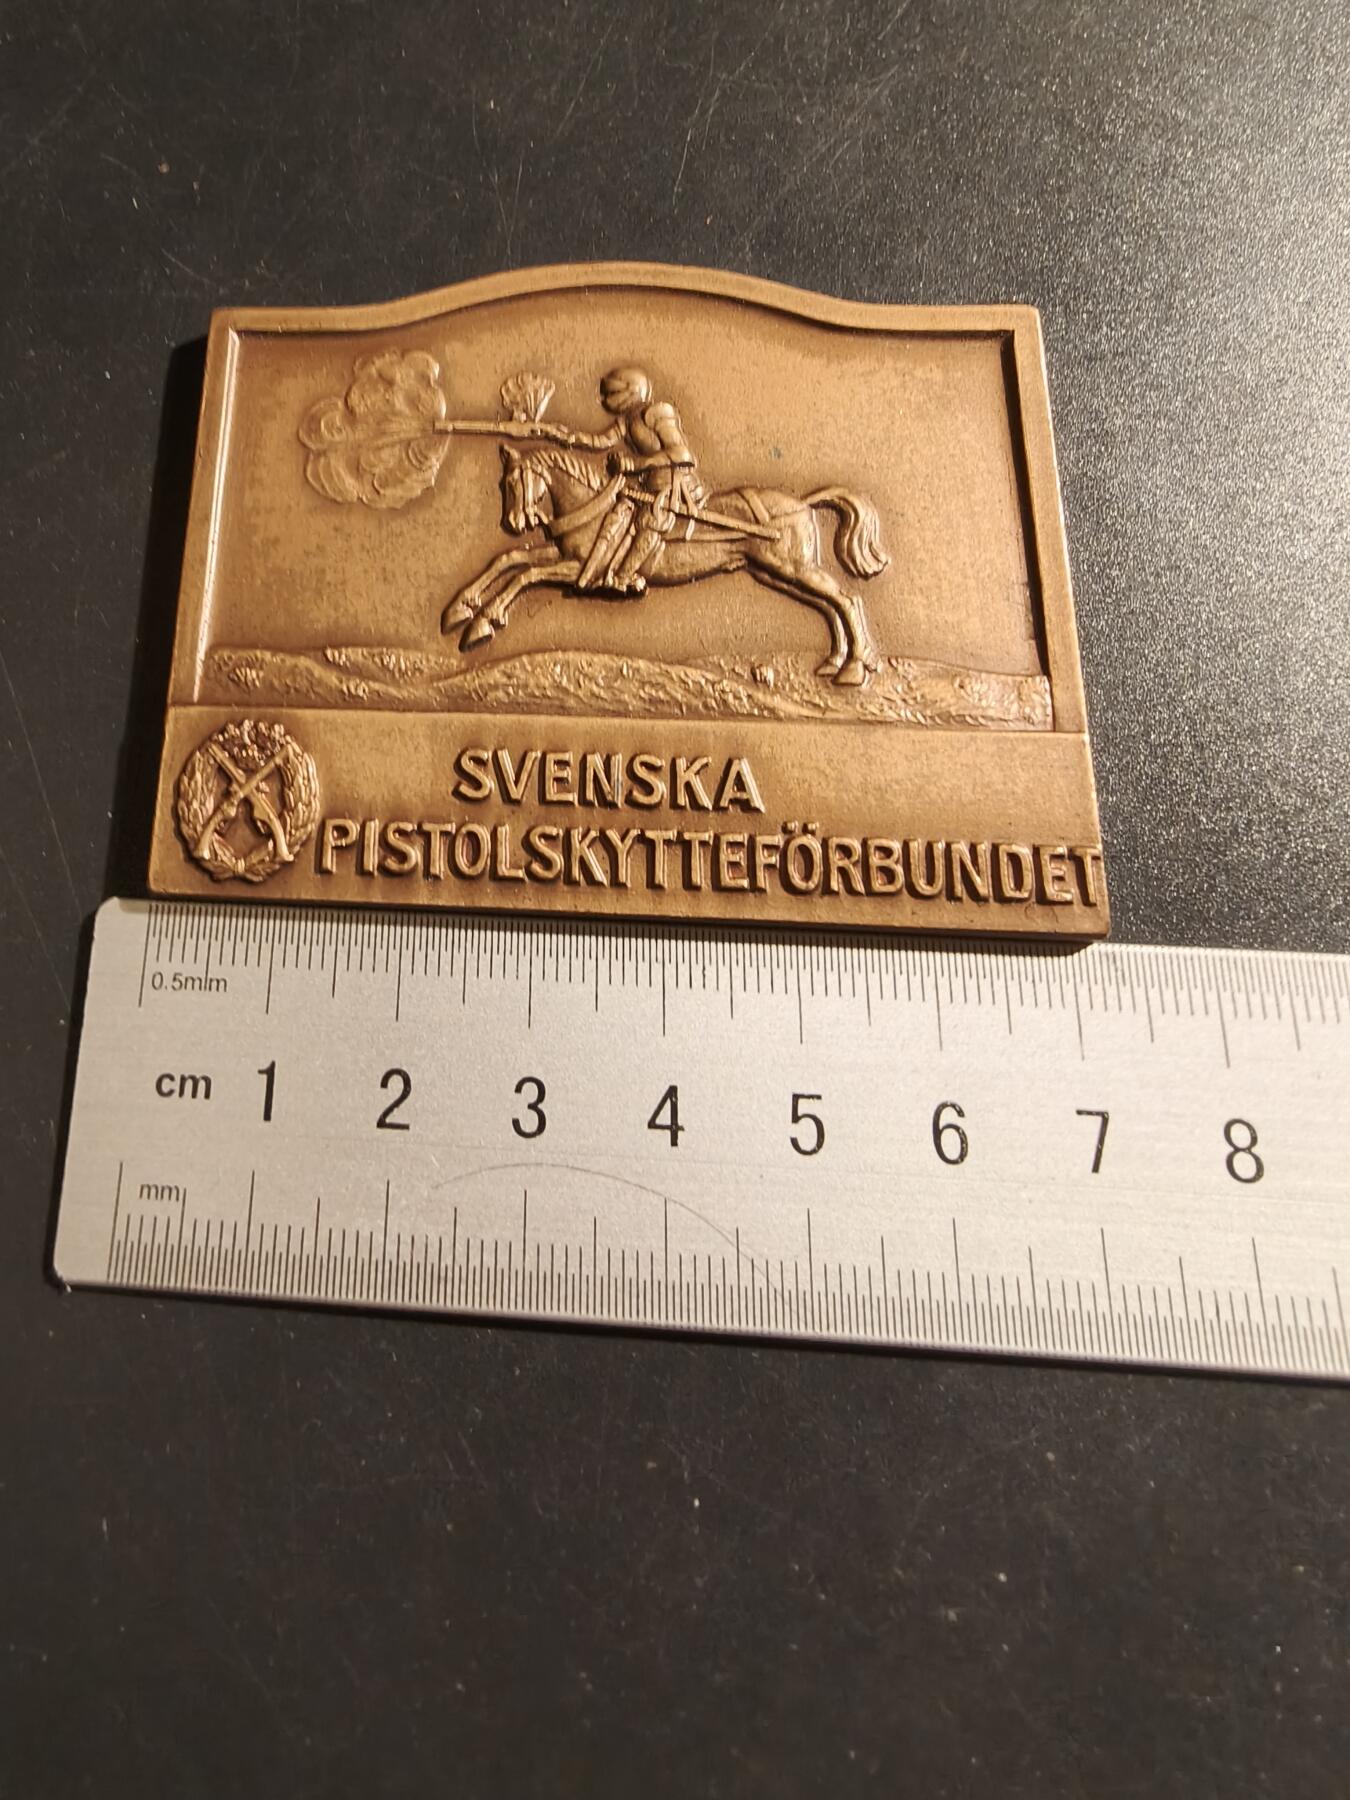 SVENSKA
PISTOLSKYTTEFÖRBUNDET
0.5mm
cm 1 2 3 4 5 6 7 8
mm